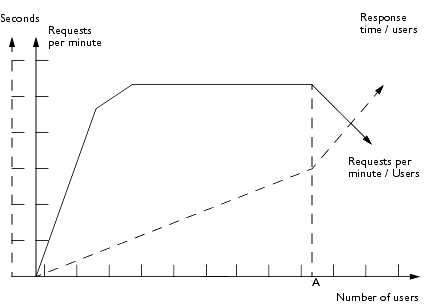 Seconds
Requests
per minute
Response
time / users
Requests per
minute / Users
A
Number of users